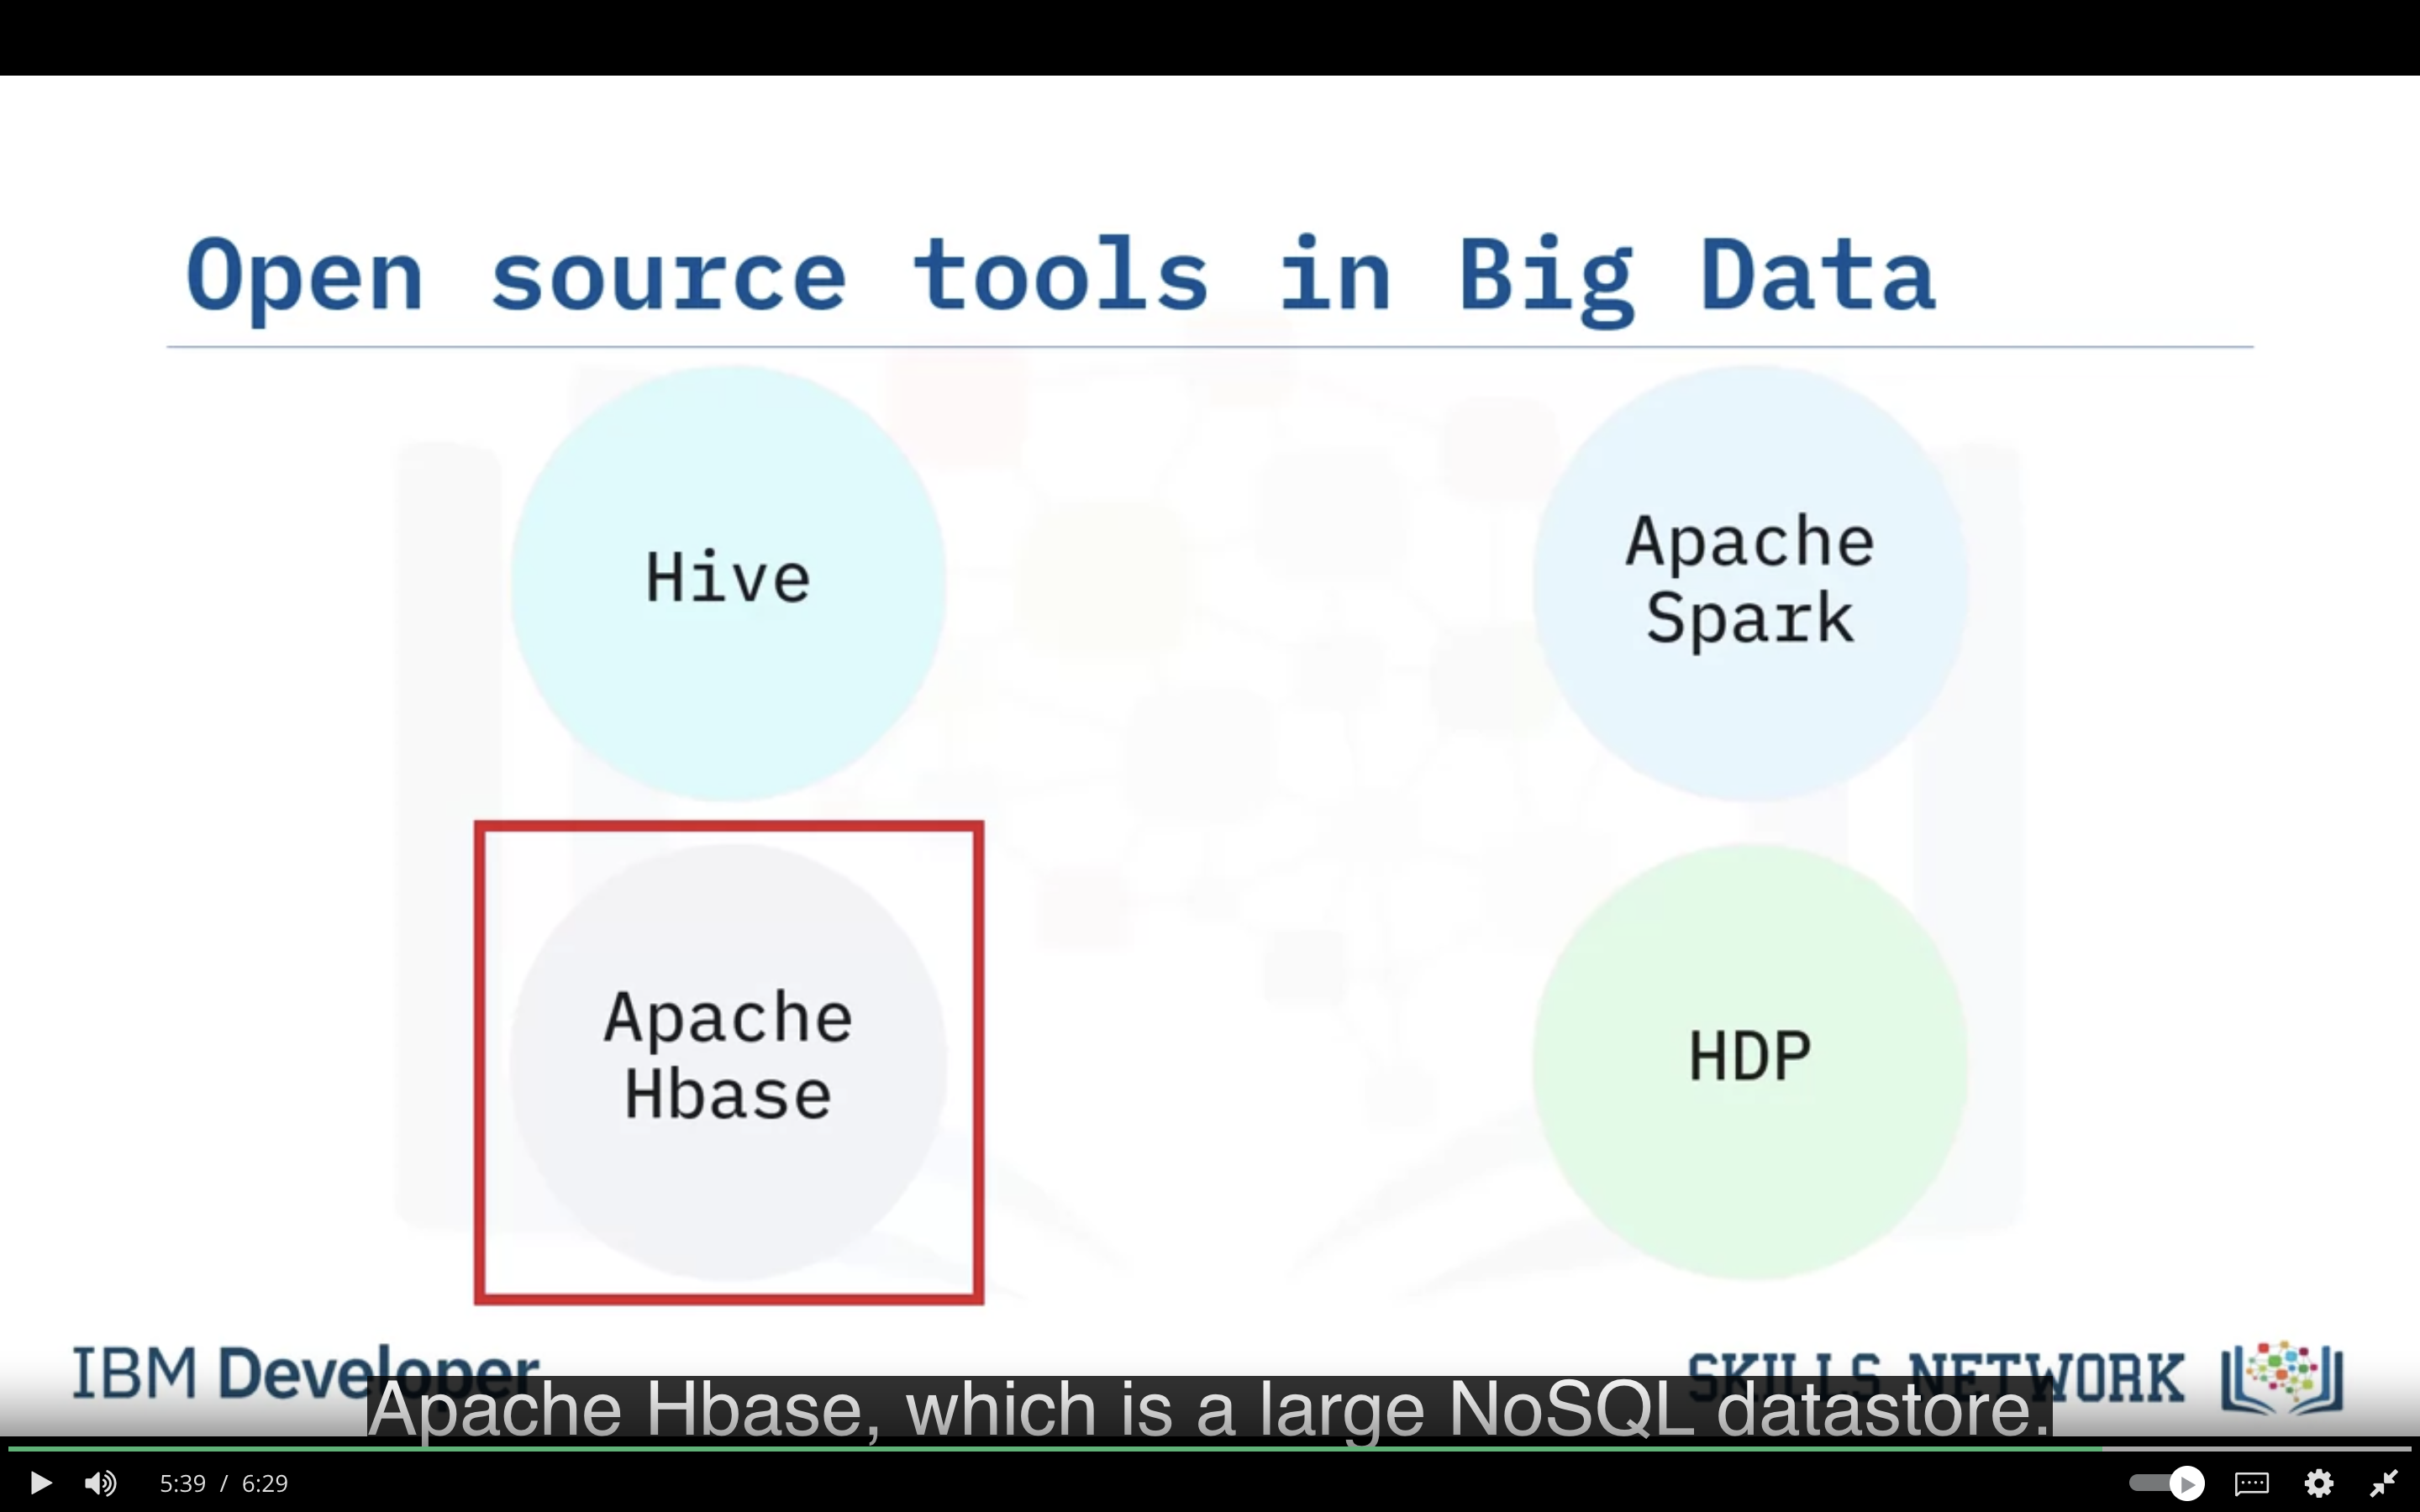 Open source tools in Big Data
Hive
Apache
Spark
Apache
Hbase
HDP
IBM Developer
SKILLS NETWORK
Apache Hbase, which is a large NoSQL datastore.
5:39 / 6:29